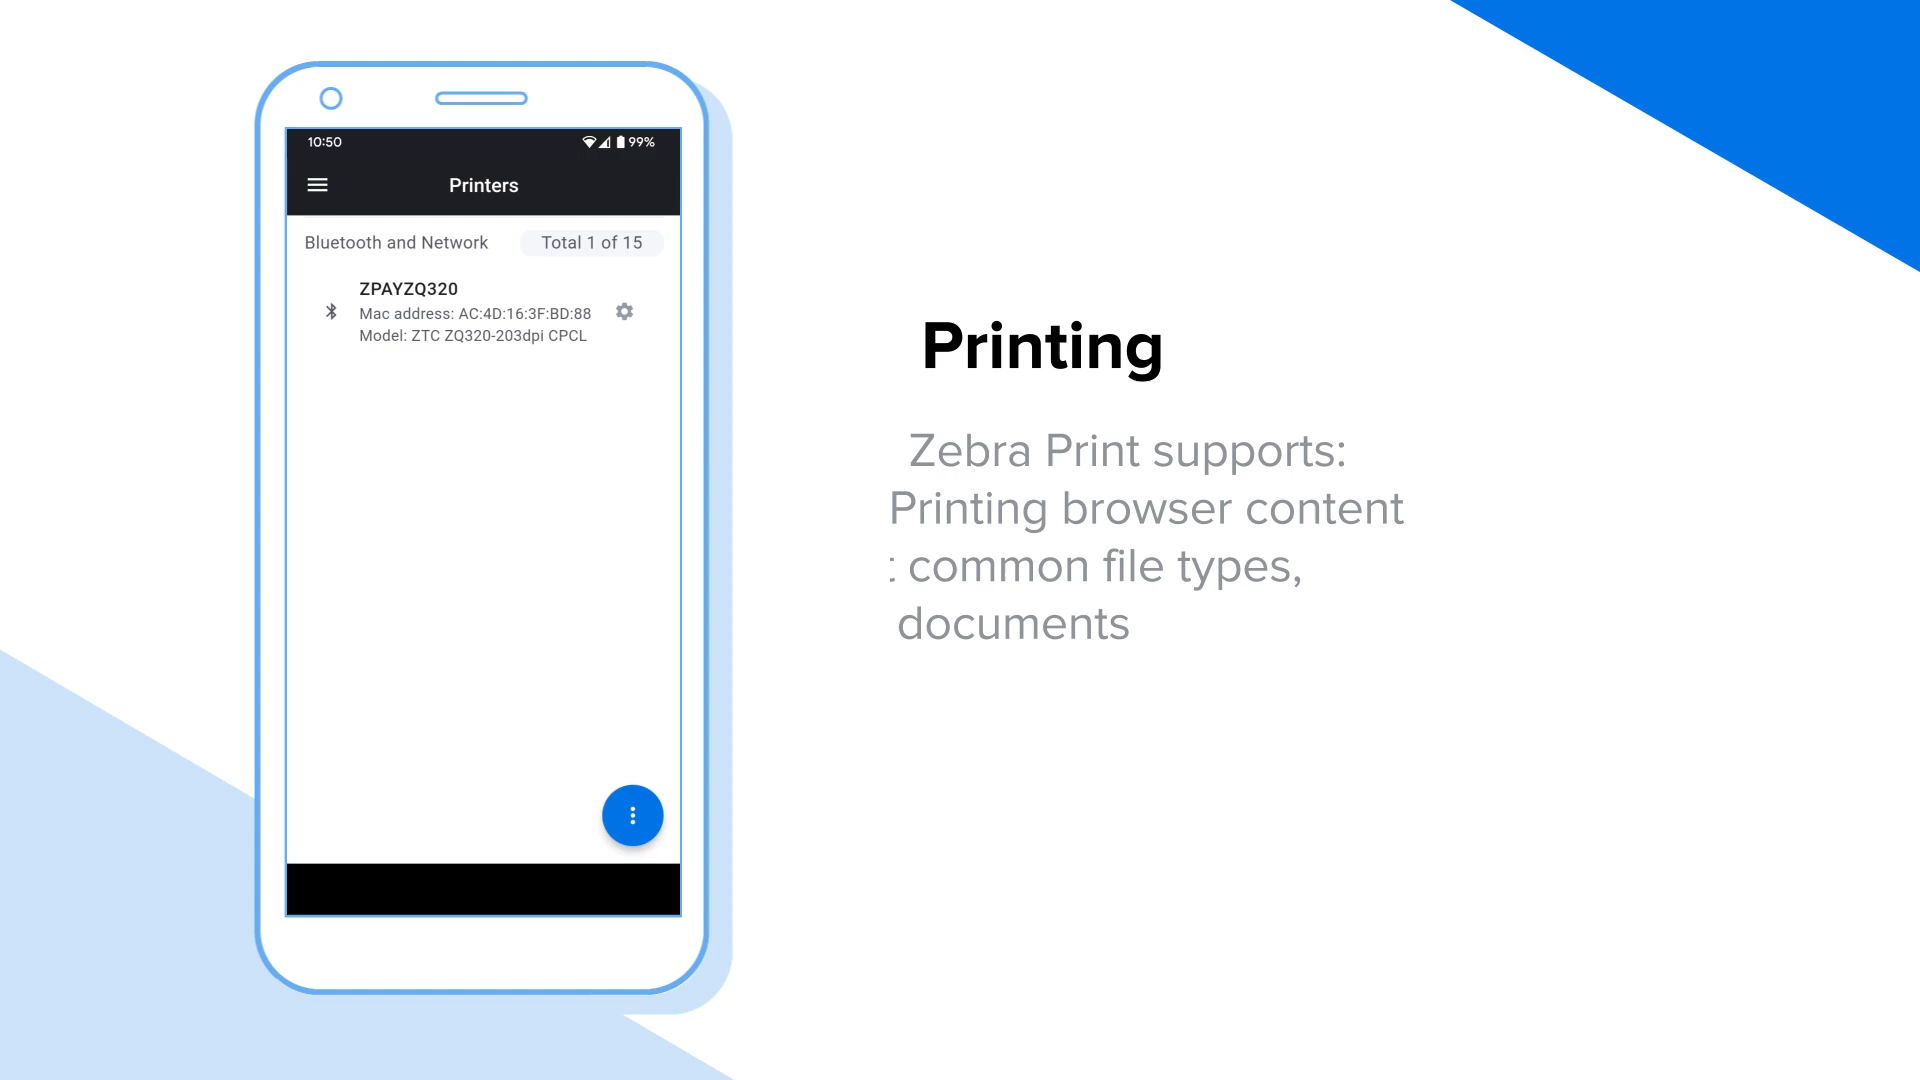 10:50
99%
Printers
Bluetooth and Network
Total 1 of 15
ZPAYZQ320
Mac address: AC:4D:16:3F:BD:88
Model: ZTC ZQ320-203dpi CPCL
Printing
Zebra Print supports:
Printing browser content
common file types,
documents